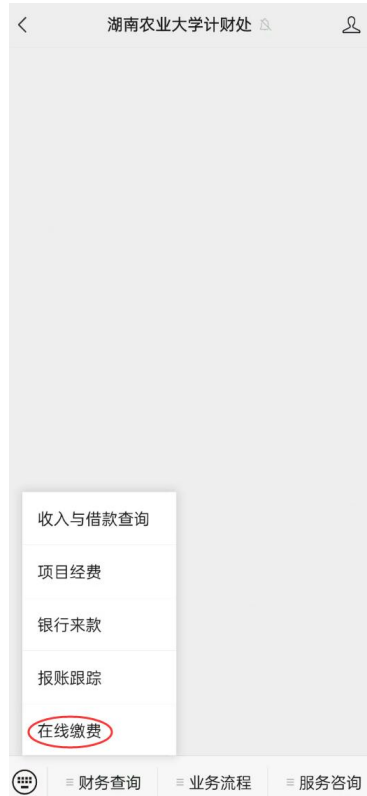 湖南农业大学计财处
收入与借款查询
项目经费
银行来款
报账跟踪
在线缴费
财务查询 业务流程 服务咨询